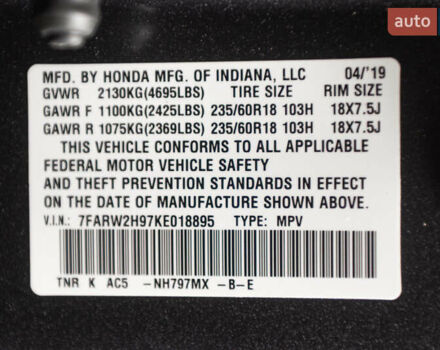 auto
MFD. BY HONDA MFG. OF INDIANA, LLC 04/'19
GVWR 2130KG(4695LBS) TIRE SIZE RIM SIZE
GAWR F 1100KG(2425LBS) 235/60R18 103H 18X7.5J
GAWR R 1075KG(2369LBS) 235/60R18 103H 18X7.5J
THIS VEHICLE CONFORMS TO ALL APPLICABLE
FEDERAL MOTOR VEHICLE SAFETY
AND THEFT PREVENTION STANDARDS IN EFFECT
ON THE DATE OF MANUFACTURE SHOWN ABOVE.
V.I.N.: 7FARW2H97KE018895 TYPE: MPV
TNR K AC5 -NH797MX -B-E